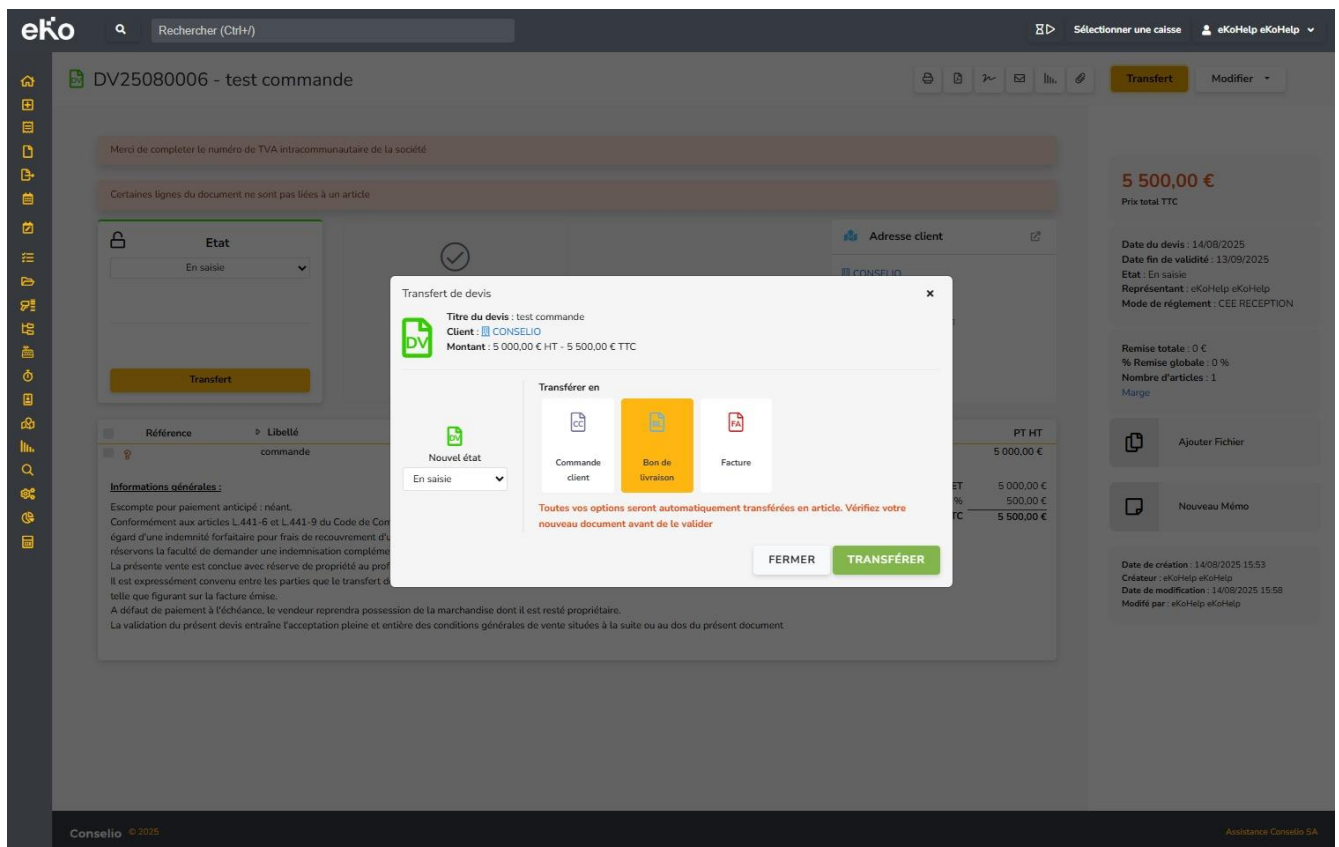 eko
Rechercher (Ctrl+/)
Sélectionner une caisse
eKoHelp eKoHelp
DV25080006 - test commande
Transfert
Modifier
Merci de completer le numéro de TVA intracommunautaire de la société
Certaines lignes du document ne sont pas liées à un article
Etat
En saisie
Transfert
Adresse client
CONSELIO
Transfert de devis
Titre du devis : test commande
Client : CONSELIO
Montant : 5 000,00 € HT - 5 500,00 € TTC
DV
Transférer en
DV
Nouvel état
En saisie
CC
Commande
client
BL
Bon de
livraison
FA
Facture
Toutes vos options seront automatiquement transférées en article. Vérifiez votre
nouveau document avant de le valider
FERMER
TRANSFÉRER
Référence
Libellé
PT HT
commande
5 000,00 €
ET 5 000,00 €
% 500,00 €
TC 5 500,00 €
Informations générales :
Escompte pour paiement anticipé : néant.
Conformément aux articles L.441-6 et L.441-9 du Code de Com
égard d'une indemnité forfaitaire pour frais de recouvrement d'u
réservons la faculté de demander une indemnisation compléme
La présente vente est conclue avec réserve de propriété au prof
Il est expressément convenu entre les parties que le transfert d
telle que figurant sur la facture émise.
A défaut de paiement à l'échéance, le vendeur reprendra possession de la marchandise dont il est resté propriétaire.
La validation du présent devis entraîne l'acceptation pleine et entière des conditions générales de vente situées à la suite ou au dos du présent document
5 500,00 €
Prix total TTC
Date du devis : 14/08/2025
Date fin de validité : 13/09/2025
Etat : En saisie
Représentant : eKoHelp eKoHelp
Mode de réglement : CEE RECEPTION
Remise totale : 0 €
% Remise globale : 0 %
Nombre d'articles : 1
Marge
Ajouter Fichier
Nouveau Mémo
Date de création : 14/08/2025 15:53
Créateur : eKoHelp eKoHelp
Date de modification : 14/08/2025 15:58
Modifé par : eKoHelp eKoHelp
Conselio © 2025
Assistance Conselio SA